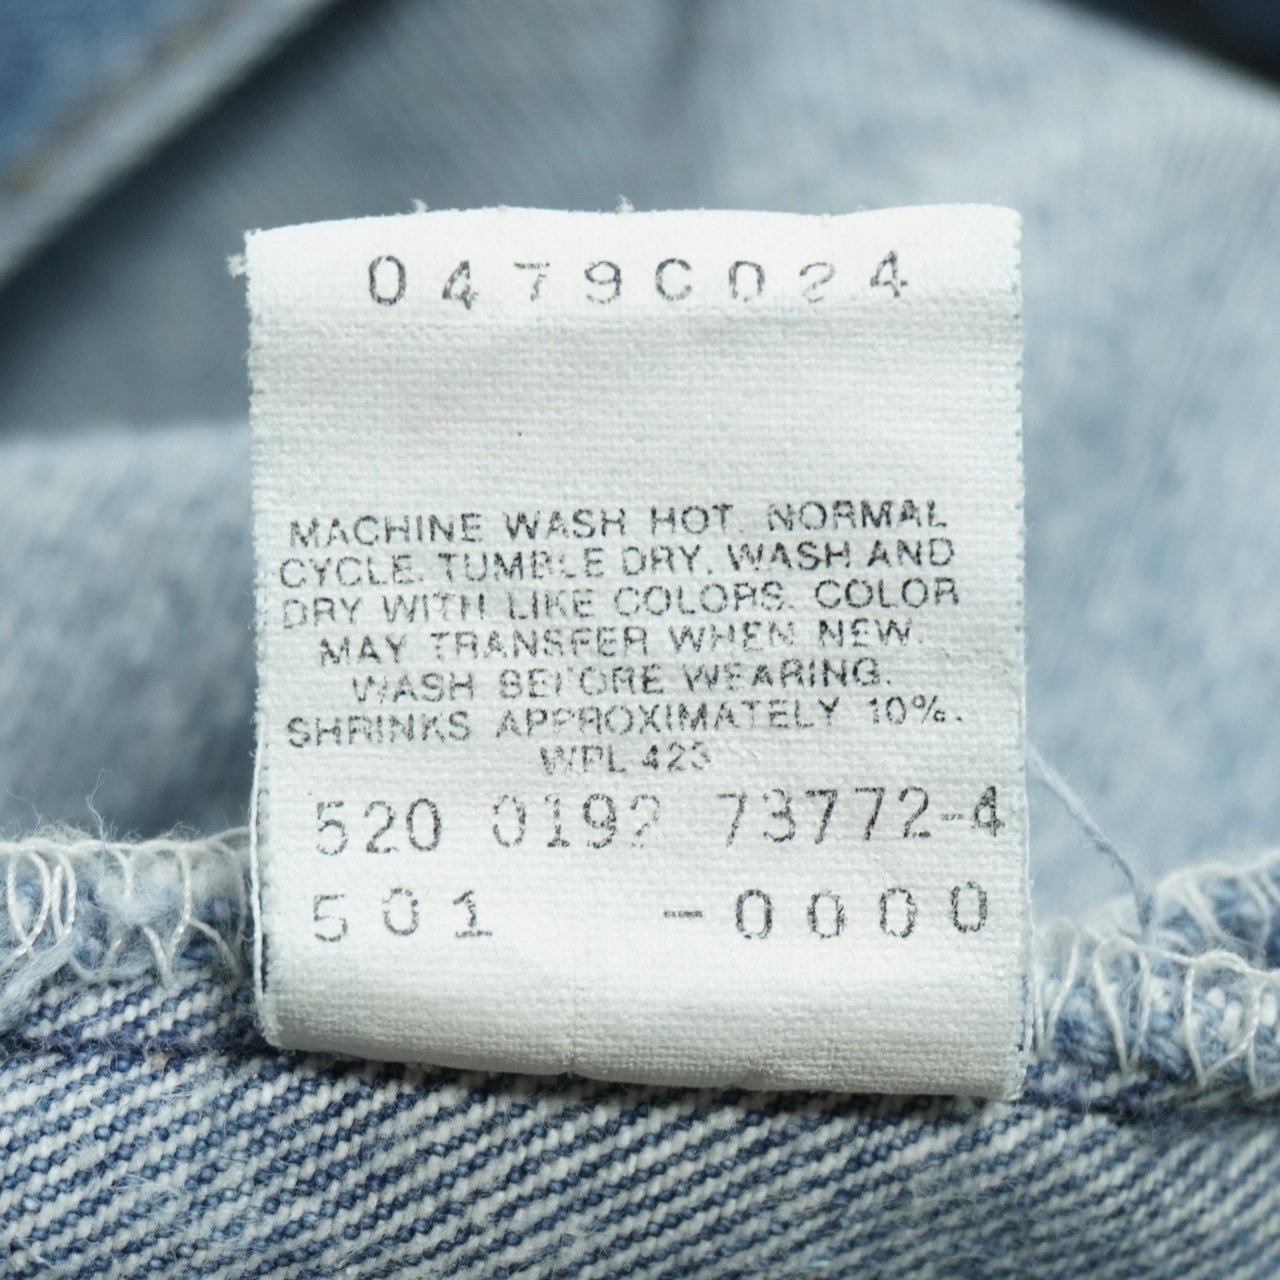 0479C024
MACHINE WASH HOT. NORMAL
CYCLE. TUMBLE DRY. WASH AND
DRY WITH LIKE COLORS. COLOR
MAY TRANSFER WHEN NEW.
WASH BEFORE WEARING.
SHRINKS APPROXIMATELY 10%.
WPL 423
520 0192 73772-4
501 -0000